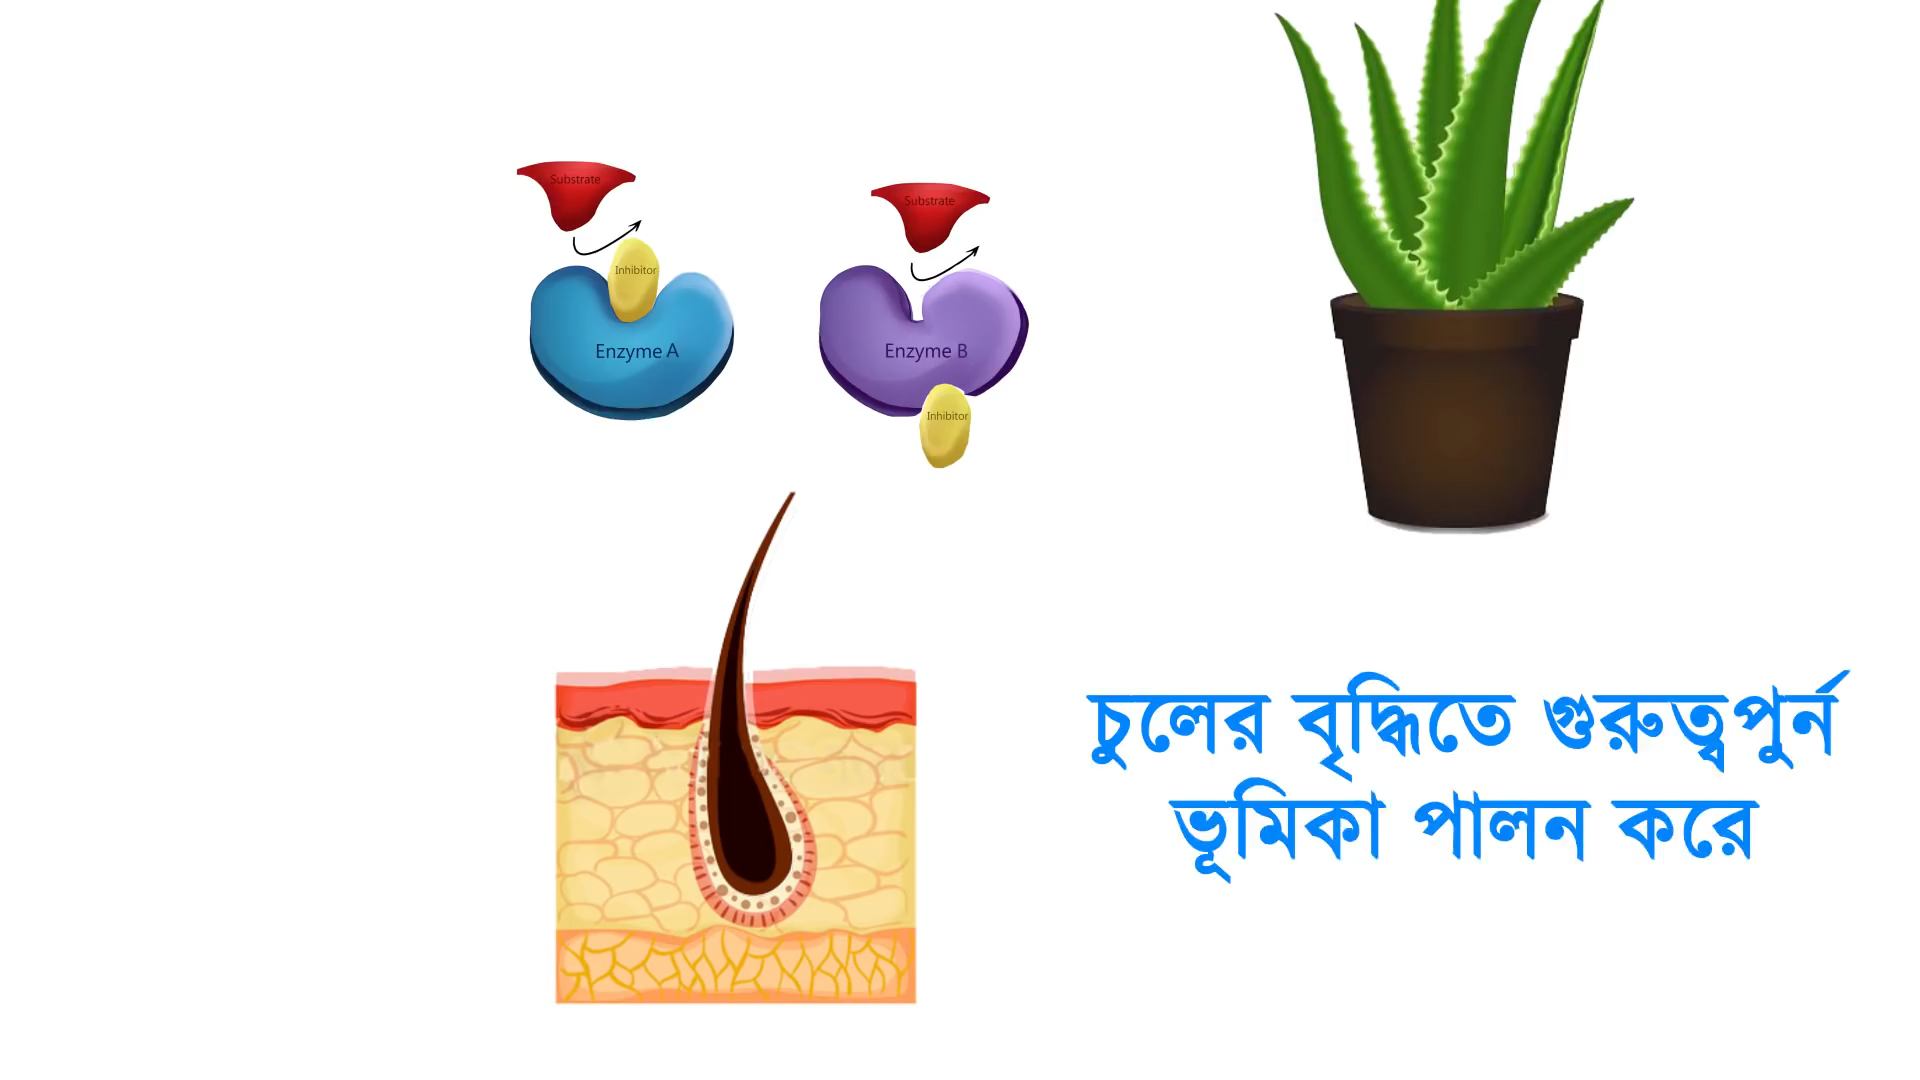 Substrate
Inhibitor
Enzyme A
Substrate
Enzyme B
Inhibitor
চুলের বৃদ্ধিতে গুরুত্বপুর্ন
ভূমিকা পালন করে